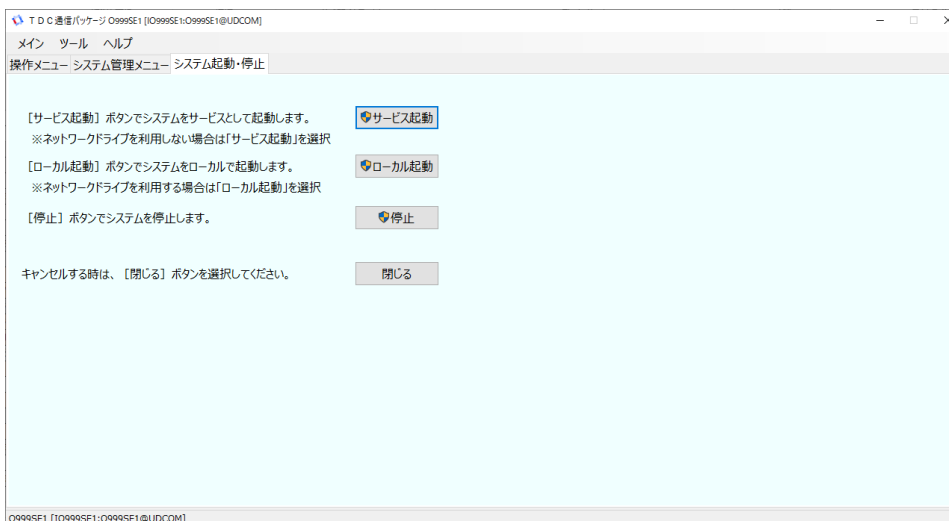 ＴＤＣ通信パッケージ O999SE1 [IO999SE1:O999SE1@UDCOM]
メイン ツール ヘルプ
操作メニュー システム管理メニュー システム起動・停止
［サービス起動］ボタンでシステムをサービスとして起動します。 サービス起動
※ネットワークドライブを利用しない場合は「サービス起動」を選択
［ローカル起動］ボタンでシステムをローカルで起動します。 ローカル起動
※ネットワークドライブを利用する場合は「ローカル起動」を選択
［停止］ボタンでシステムを停止します。 停止
キャンセルする時は、［閉じる］ボタンを選択してください。 閉じる
O999SE1 [IO999SE1:O999SE1@UDCOM]